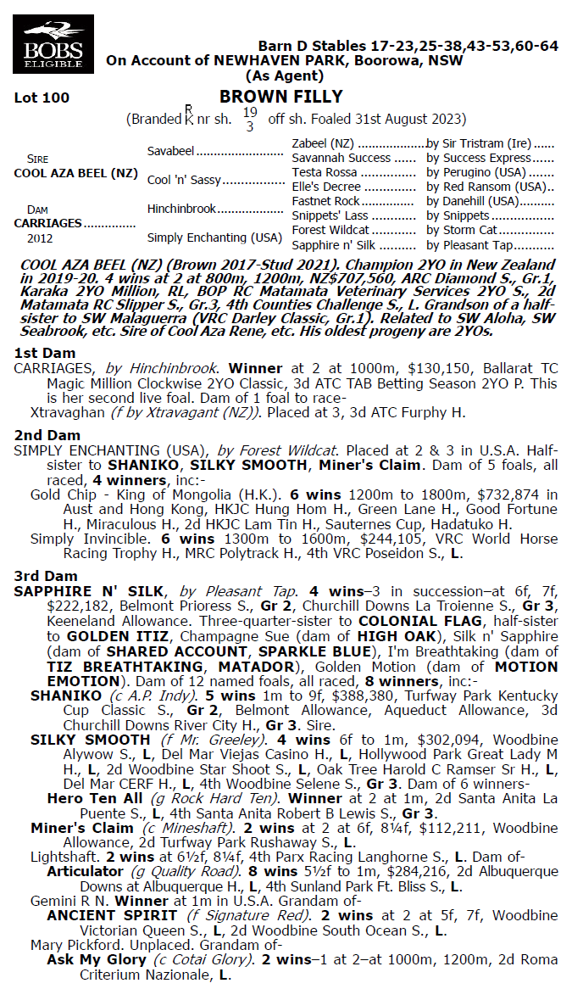 BOBS
ELIGIBLE
Barn D Stables 17-23,25-38,43-53,60-64
On Account of NEWHAVEN PARK, Boorowa, NSW
(As Agent)
Lot 100 BROWN FILLY
(Branded R K nr sh. 19 3 off sh. Foaled 31st August 2023)
SIRE
COOL AZA BEEL (NZ)
DAM
CARRIAGES ...............
2012
Savabeel .........................
Cool 'n' Sassy .................
Hinchinbrook ...................
Simply Enchanting (USA)
Zabeel (NZ) ....................by Sir Tristram (Ire) ......
Savannah Success ...... by Success Express......
Testa Rossa ............... by Perugino (USA) .......
Elle's Decree .............. by Red Ransom (USA)..
Fastnet Rock ............... by Danehill (USA)..........
Snippets' Lass ............ by Snippets ..................
Forest Wildcat ............ by Storm Cat ...............
Sapphire n' Silk .......... by Pleasant Tap...........
COOL AZA BEEL (NZ) (Brown 2017-Stud 2021). Champion 2YO in New Zealand
in 2019-20. 4 wins at 2 at 800m, 1200m, NZ$707,560, ARC Diamond S., Gr.1,
Karaka 2YO Million, RL, BOP RC Matamata Veterinary Services 2YO S., 2d
Matamata RC Slipper S., Gr.3, 4th Counties Challenge S., L. Grandson of a half-
sister to SW Malaguerra (VRC Darley Classic, Gr.1). Related to SW Aloha, SW
Seabrook, etc. Sire of Cool Aza Rene, etc. His oldest progeny are 2YOs.
1st Dam
CARRIAGES, by Hinchinbrook. Winner at 2 at 1000m, $130,150, Ballarat TC
Magic Million Clockwise 2YO Classic, 3d ATC TAB Betting Season 2YO P. This
is her second live foal. Dam of 1 foal to race-
Xtravaghan (f by Xtravagant (NZ)). Placed at 3, 3d ATC Furphy H.
2nd Dam
SIMPLY ENCHANTING (USA), by Forest Wildcat. Placed at 2 & 3 in U.S.A. Half-
sister to SHANIKO, SILKY SMOOTH, Miner's Claim. Dam of 5 foals, all
raced, 4 winners, inc:-
Gold Chip - King of Mongolia (H.K.). 6 wins 1200m to 1800m, $732,874 in
Aust and Hong Kong, HKJC Hung Hom H., Green Lane H., Good Fortune
H., Miraculous H., 2d HKJC Lam Tin H., Sauternes Cup, Hadatuko H.
Simply Invincible. 6 wins 1300m to 1600m, $244,105, VRC World Horse
Racing Trophy H., MRC Polytrack H., 4th VRC Poseidon S., L.
3rd Dam
SAPPHIRE N' SILK, by Pleasant Tap. 4 wins–3 in succession–at 6f, 7f,
$222,182, Belmont Prioress S., Gr 2, Churchill Downs La Troienne S., Gr 3,
Keeneland Allowance. Three-quarter-sister to COLONIAL FLAG, half-sister
to GOLDEN ITIZ, Champagne Sue (dam of HIGH OAK), Silk n' Sapphire
(dam of SHARED ACCOUNT, SPARKLE BLUE), I'm Breathtaking (dam of
TIZ BREATHTAKING, MATADOR), Golden Motion (dam of MOTION
EMOTION). Dam of 12 named foals, all raced, 8 winners, inc:-
SHANIKO (c A.P. Indy). 5 wins 1m to 9f, $388,380, Turfway Park Kentucky
Cup Classic S., Gr 2, Belmont Allowance, Aqueduct Allowance, 3d
Churchill Downs River City H., Gr 3. Sire.
SILKY SMOOTH (f Mr. Greeley). 4 wins 6f to 1m, $302,094, Woodbine
Alywow S., L, Del Mar Viejas Casino H., L, Hollywood Park Great Lady M
H., L, 2d Woodbine Star Shoot S., L, Oak Tree Harold C Ramser Sr H., L,
Del Mar CERF H., L, 4th Woodbine Selene S., Gr 3. Dam of 6 winners-
Hero Ten All (g Rock Hard Ten). Winner at 2 at 1m, 2d Santa Anita La
Puente S., L, 4th Santa Anita Robert B Lewis S., Gr 3.
Miner's Claim (c Mineshaft). 2 wins at 2 at 6f, 8¼f, $112,211, Woodbine
Allowance, 2d Turfway Park Rushaway S., L.
Lightshaft. 2 wins at 6½f, 8¼f, 4th Parx Racing Langhorne S., L. Dam of-
Articulator (g Quality Road). 8 wins 5½f to 1m, $284,216, 2d Albuquerque
Downs at Albuquerque H., L, 4th Sunland Park Ft. Bliss S., L.
Gemini R N. Winner at 1m in U.S.A. Grandam of-
ANCIENT SPIRIT (f Signature Red). 2 wins at 2 at 5f, 7f, Woodbine
Victorian Queen S., L, 2d Woodbine South Ocean S., L.
Mary Pickford. Unplaced. Grandam of-
Ask My Glory (c Cotai Glory). 2 wins–1 at 2–at 1000m, 1200m, 2d Roma
Criterium Nazionale, L.